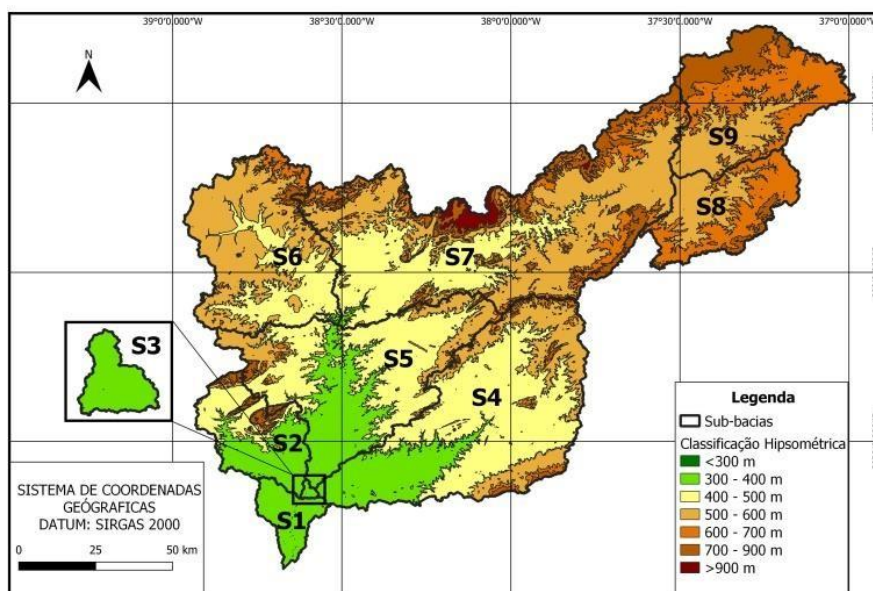 39°0'0.000"W 38°30'0.000"W 38°0'0.000"W 37°30'0.000"W 37°0'0.000"W
N
S9
S8
S6
S7
S3
S5
S4
S2
S1
Legenda
Sub-bacias
Classificação Hipsométrica
<300 m
300 - 400 m
400 - 500 m
500 - 600 m
600 - 700 m
700 - 900 m
>900 m
SISTEMA DE COORDENADAS
GEÓGRAFICAS
DATUM: SIRGAS 2000
0 25 50 km